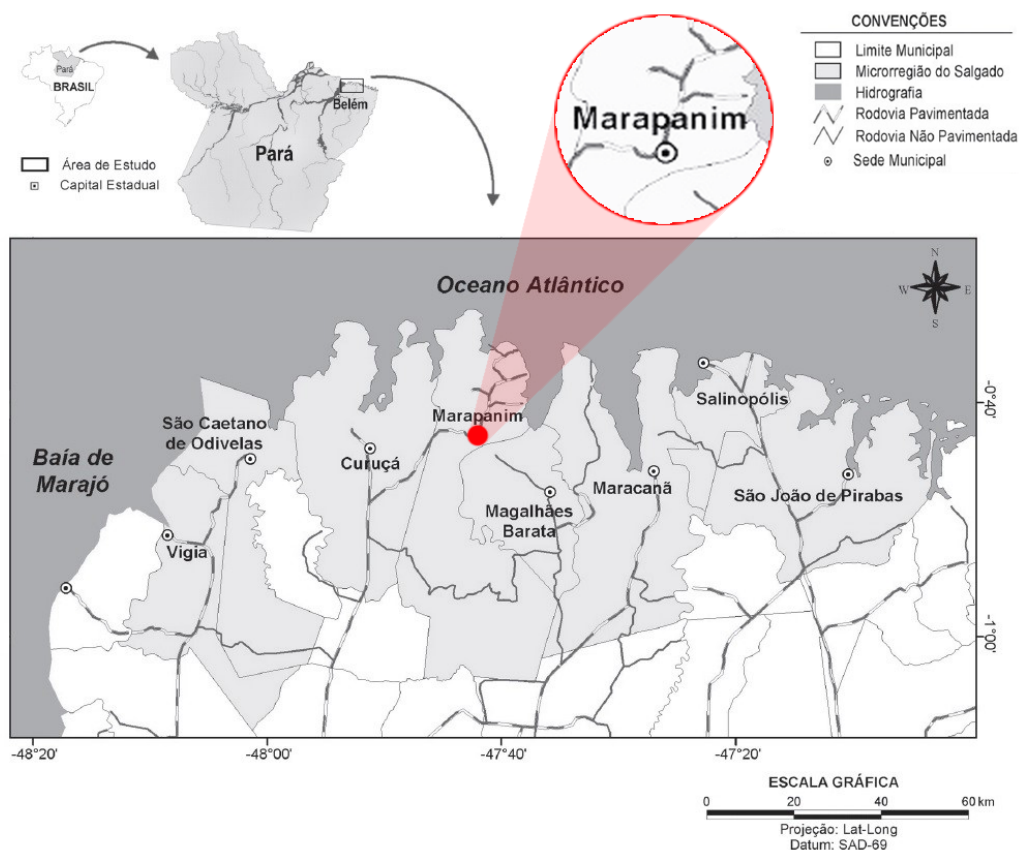 Pará
BRASIL
Belém
Pará
Área de Estudo
Capital Estadual
Marapanim
CONVENÇÕES
Limite Municipal
Microrregião do Salgado
Hidrografia
Rodovia Pavimentada
Rodovia Não Pavimentada
Sede Municipal
Oceano Atlântico
N
W
E
S
Baía de
Marajó
São Caetano
de Odivelas
Vigia
Curuçá
Marapanim
Magalhães
Barata
Maracanã
Salinopólis
São João de Pirabas
-0°40'
-1°00'
-48°20'
-48°00'
-47°40'
-47°20'
ESCALA GRÁFICA
0 20 40 60 km
Projeção: Lat-Long
Datum: SAD-69